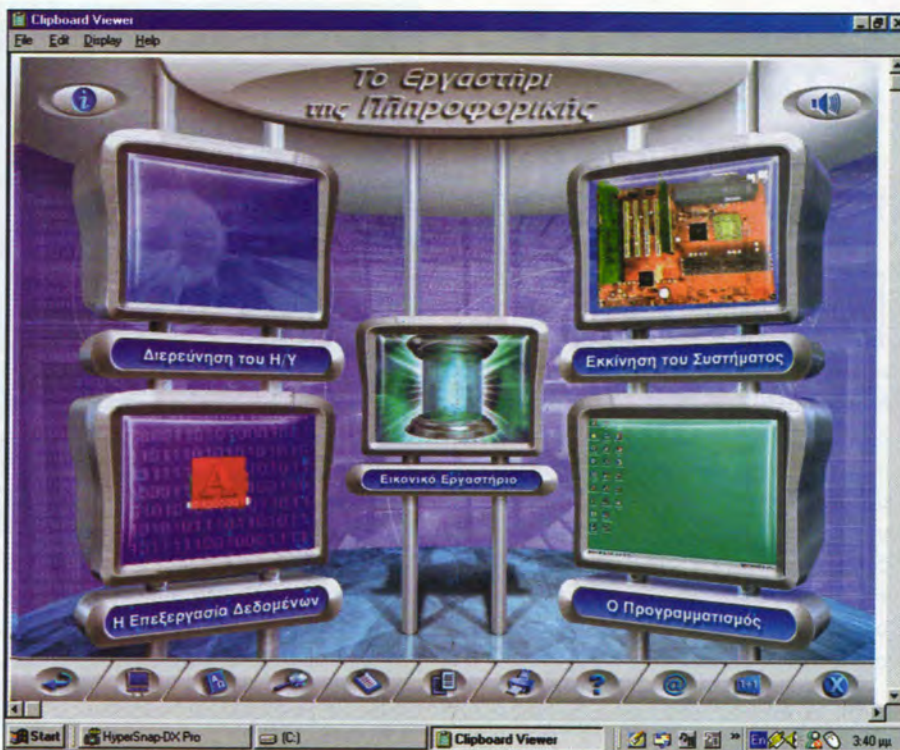 Clipboard Viewer
File Edit Display Help
Το Εργαστήρι
της Πληροφορικής
Διερεύνηση του Η/Υ
Εκκίνηση του Συστήματος
Εικονικό Εργαστήριο
Η Επεξεργασία Δεδομένων
Ο Προγραμματισμός
Start HyperSnap-DX Pro (C:) Clipboard Viewer En 3:40 μμ